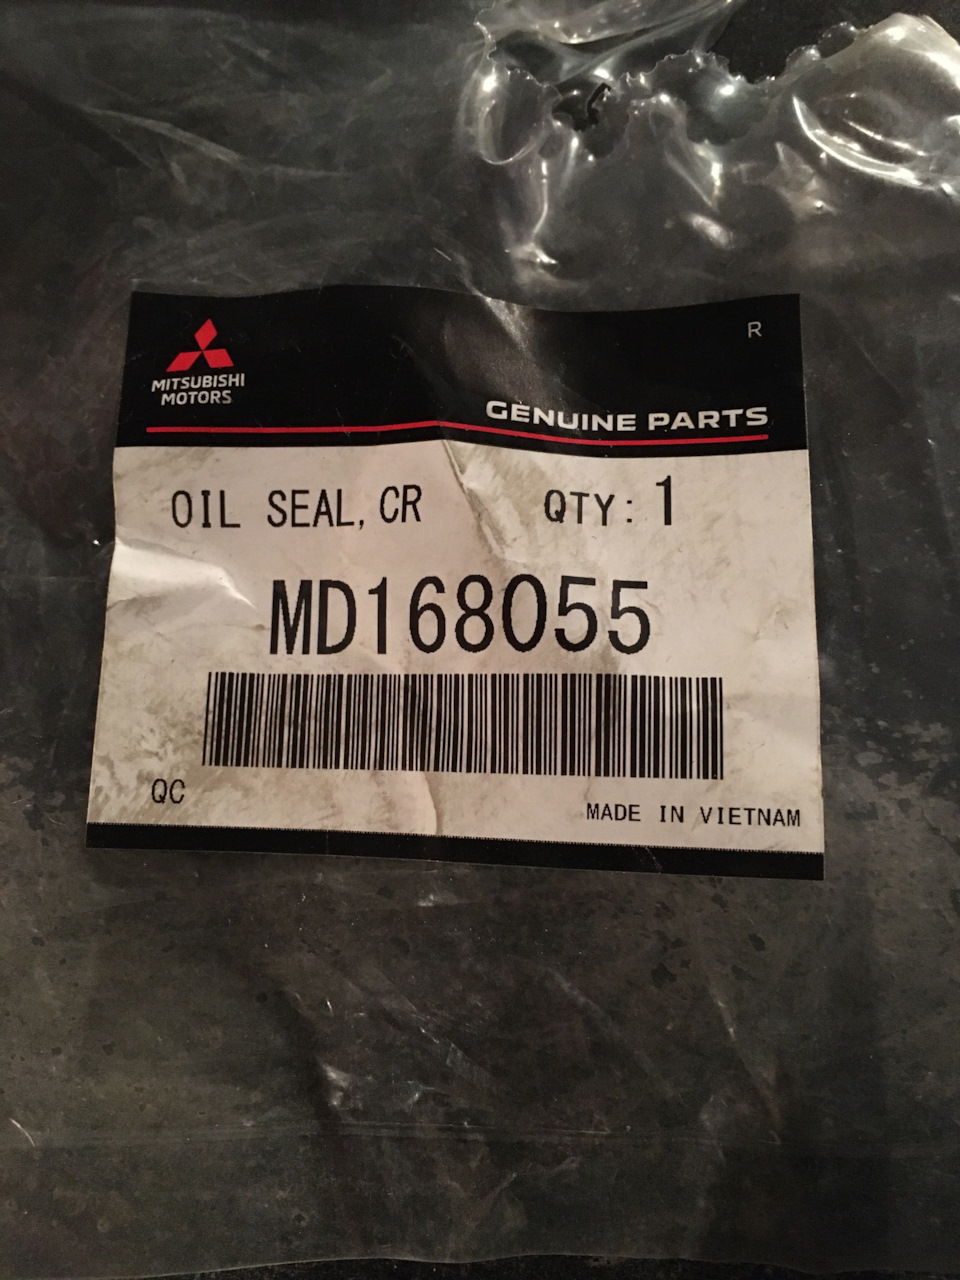 R
MITSUBISHI
MOTORS
GENUINE PARTS
OIL SEAL, CR QTY: 1
MD168055
QC
MADE IN VIETNAM